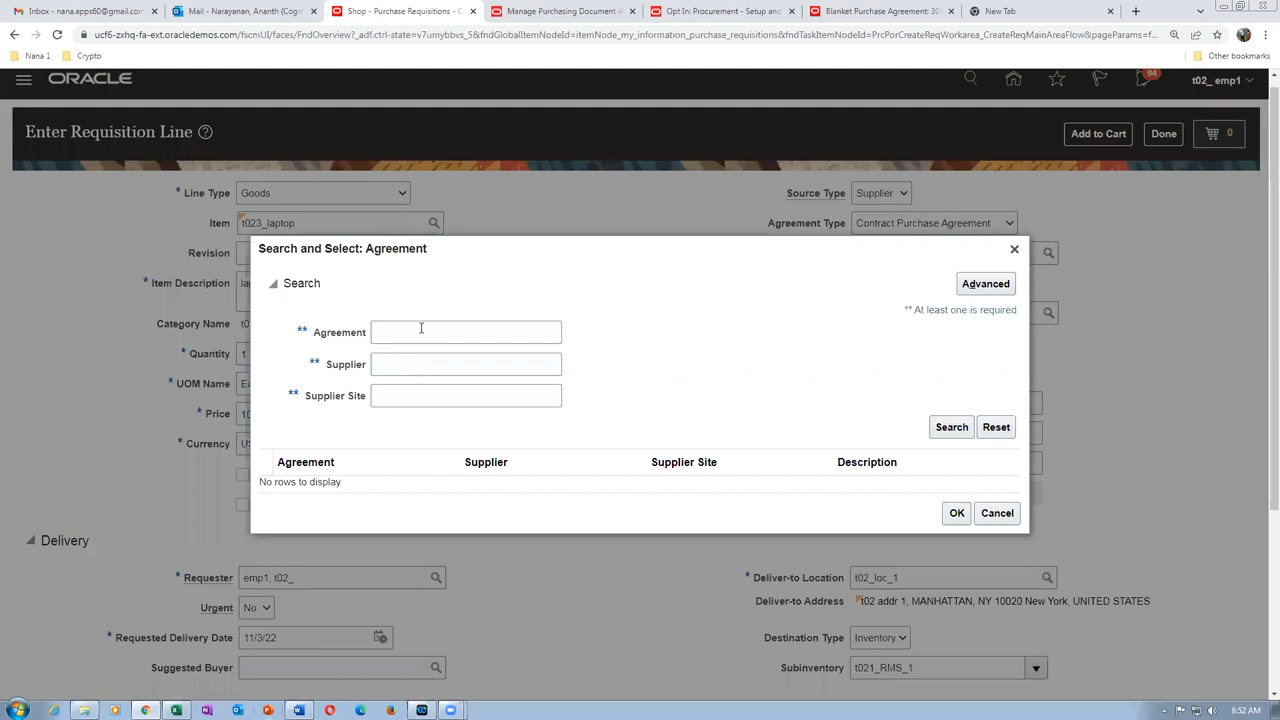 Inbox - nana.apps60@gmail.com
Mail - Narayanan, Ananth (Cogn
Shop - Purchase Requisitions - C
Manage Purchasing Document A
Opt In: Procurement - Setup and
Blanket Purchase Agreement: 30
New Tab
ucf6-zxhq-fa-ext.oracledemos.com/fscmUI/faces/FndOverview?_adf.ctrl-state=v7umybbvs_5&fndGlobalItemNodeId=itemNode_my_information_purchase_requisitions&fndTaskItemNodeId=PrcPorCreateReqWorkarea_CreateReqMainAreaFlow&pageParams=f...
Nana 1
Crypto
Other bookmarks
ORACLE
94
t02_ emp1
Enter Requisition Line
Add to Cart
Done
0
* Line Type Goods
Source Type Supplier
Item t023_laptop
Agreement Type Contract Purchase Agreement
Search and Select: Agreement
Revision
* Item Description
Search
Advanced
** At least one is required
Category Name
** Agreement
* Quantity 1
** Supplier
* UOM Name
** Supplier Site
* Price
Search
Reset
* Currency
Agreement
Supplier
Supplier Site
Description
No rows to display
OK
Cancel
Delivery
* Requester emp1, t02_
* Deliver-to Location t02_loc_1
Urgent No
Deliver-to Address t02 addr 1, MANHATTAN, NY 10020 New York, UNITED STATES
* Requested Delivery Date 11/3/22
Destination Type Inventory
Suggested Buyer
Subinventory t021_RMS_1
8:52 AM